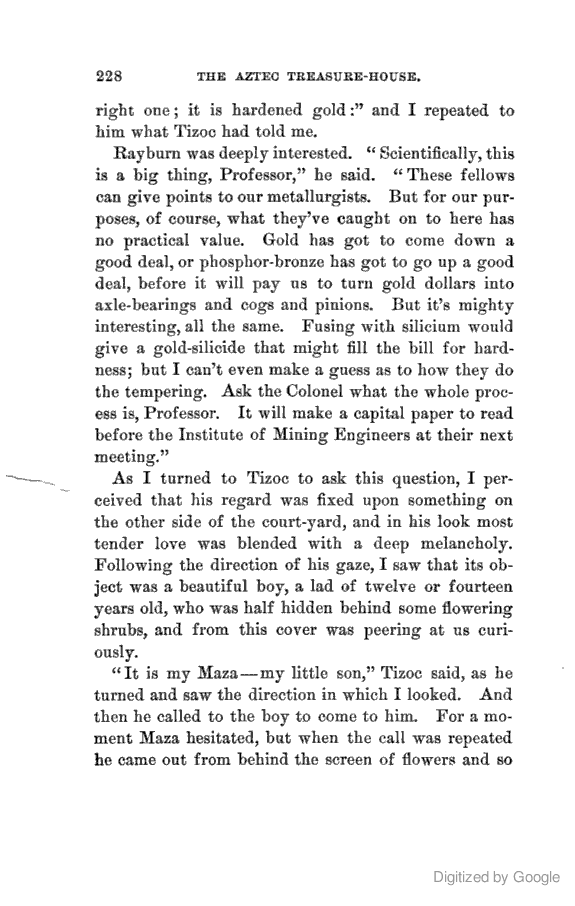 228 THE AZTEC TREASURE-HOUSE.
right one; it is hardened gold:” and I repeated to
him what Tizoc had told me.
Rayburn was deeply interested. “Scientifically, this
is a big thing, Professor,” he said. “These fellows
can give points to our metallurgists. But for our pur-
poses, of course, what they’ve caught on to here has
no practical value. Gold has got to come down a
good deal, or phosphor-bronze has got to go up a good
deal, before it will pay us to turn gold dollars into
axle-bearings and cogs and pinions. But it’s mighty
interesting, all the same. Fusing with silicium would
give a gold-silicide that might fill the bill for hard-
ness; but I can’t even make a guess as to how they do
the tempering. Ask the Colonel what the whole proc-
ess is, Professor. It will make a capital paper to read
before the Institute of Mining Engineers at their next
meeting.”
As I turned to Tizoc to ask this question, I per-
ceived that his regard was fixed upon something on
the other side of the court-yard, and in his look most
tender love was blended with a deep melancholy.
Following the direction of his gaze, I saw that its ob-
ject was a beautiful boy, a lad of twelve or fourteen
years old, who was half hidden behind some flowering
shrubs, and from this cover was peering at us curi-
ously.
“It is my Maza—my little son,” Tizoc said, as he
turned and saw the direction in which I looked. And
then he called to the boy to come to him. For a mo-
ment Maza hesitated, but when the call was repeated
he came out from behind the screen of flowers and so
Digitized by Google